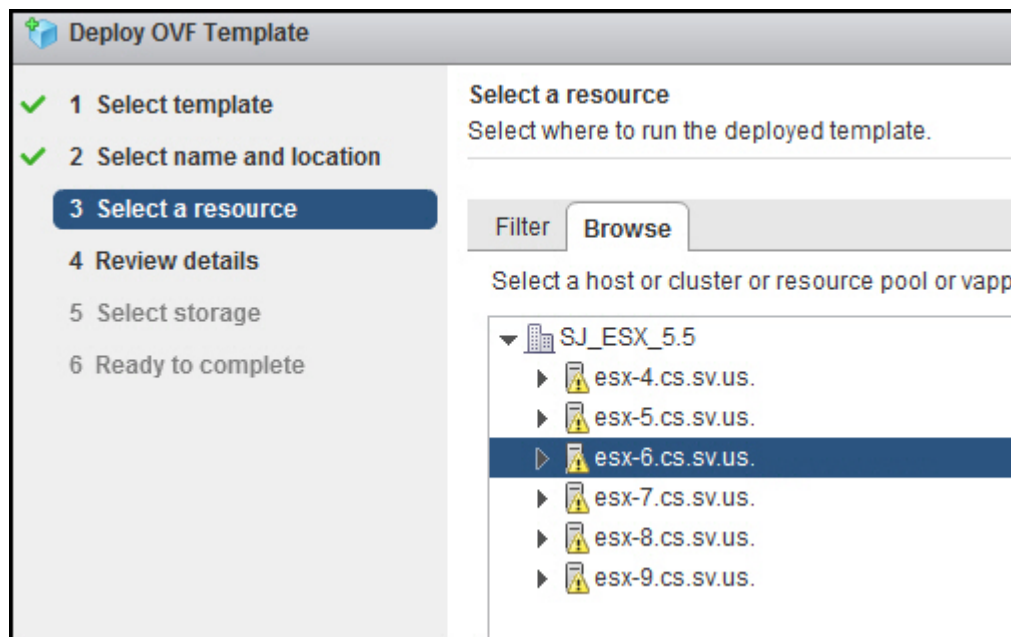 Deploy OVF Template
1 Select template
2 Select name and location
3 Select a resource
4 Review details
5 Select storage
6 Ready to complete
Select a resource
Select where to run the deployed template.
Filter Browse
Select a host or cluster or resource pool or vapp
SJ_ESX_5.5
esx-4.cs.sv.us.
esx-5.cs.sv.us.
esx-6.cs.sv.us.
esx-7.cs.sv.us.
esx-8.cs.sv.us.
esx-9.cs.sv.us.